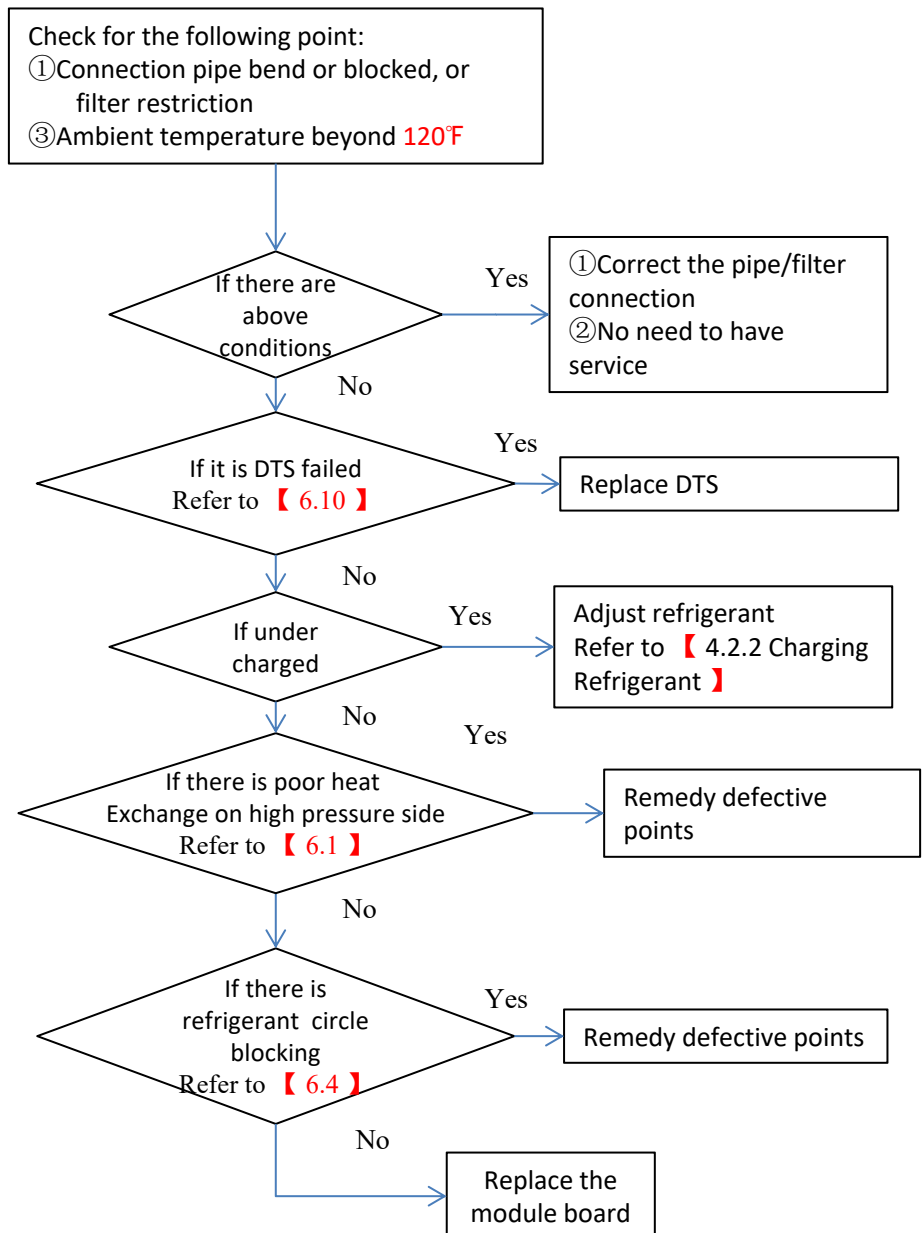 Check for the following point:
①Connection pipe bend or blocked, or
filter restriction
③Ambient temperature beyond 120℉
If there are
above
conditions
Yes
①Correct the pipe/filter
connection
②No need to have
service
No
If it is DTS failed
Refer to 【 6.10 】
Yes
Replace DTS
No
If under
charged
Yes
Adjust refrigerant
Refer to 【 4.2.2 Charging
Refrigerant 】
No
If there is poor heat
Exchange on high pressure side
Refer to 【 6.1 】
Yes
Remedy defective
points
No
If there is
refrigerant circle
blocking
Refer to 【 6.4 】
Yes
Remedy defective points
No
Replace the
module board